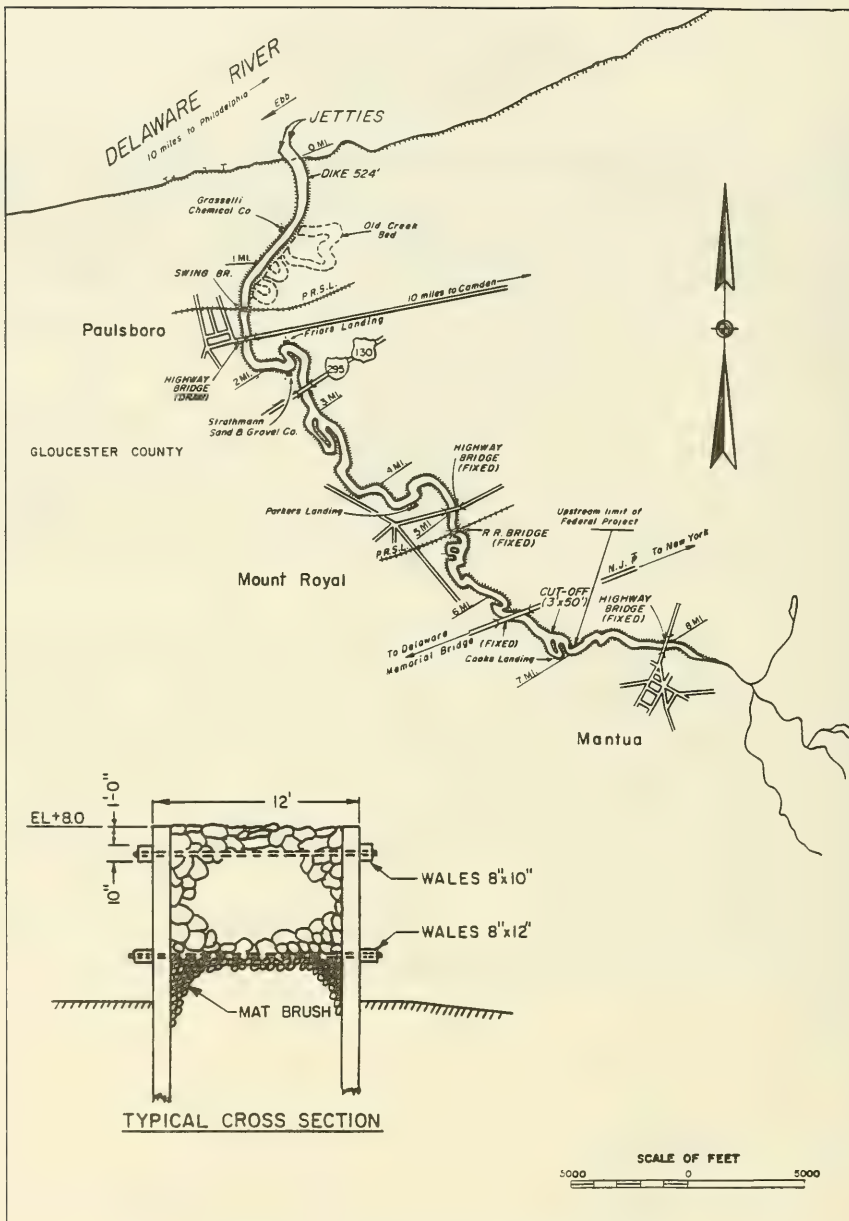 DELAWARE RIVER
10 miles to Philadelphia
EBB
JETTIES
0 MI.
DIKE 524'
Grasselli
Chemical Co
Old Creek
Bed
1 MI.
SWING BR.
P.R.S.L.
10 miles to Camden
Paulsboro
Friars Landing
130
295
HIGHWAY
BRIDGE
(DRAW)
2 MI.
3 MI.
Strathmann
Sand & Gravel Co.
GLOUCESTER COUNTY
4 MI.
HIGHWAY
BRIDGE
(FIXED)
Parkers Landing
5 MI.
Upstream limit of
Federal Project
R.R. BRIDGE
(FIXED)
P.R.S.L.
N.J. TP
To New York
Mount Royal
CUT-OFF
(3'x50')
HIGHWAY
BRIDGE
(FIXED)
6 MI.
8 MI.
To Delaware
Memorial Bridge
(FIXED)
Cooks Landing
7 MI.
Mantua
12'
1'-0"
EL+8.0
10"
WALES 8"x10"
WALES 8"x12"
MAT BRUSH
TYPICAL CROSS SECTION
SCALE OF FEET
5000 0 5000